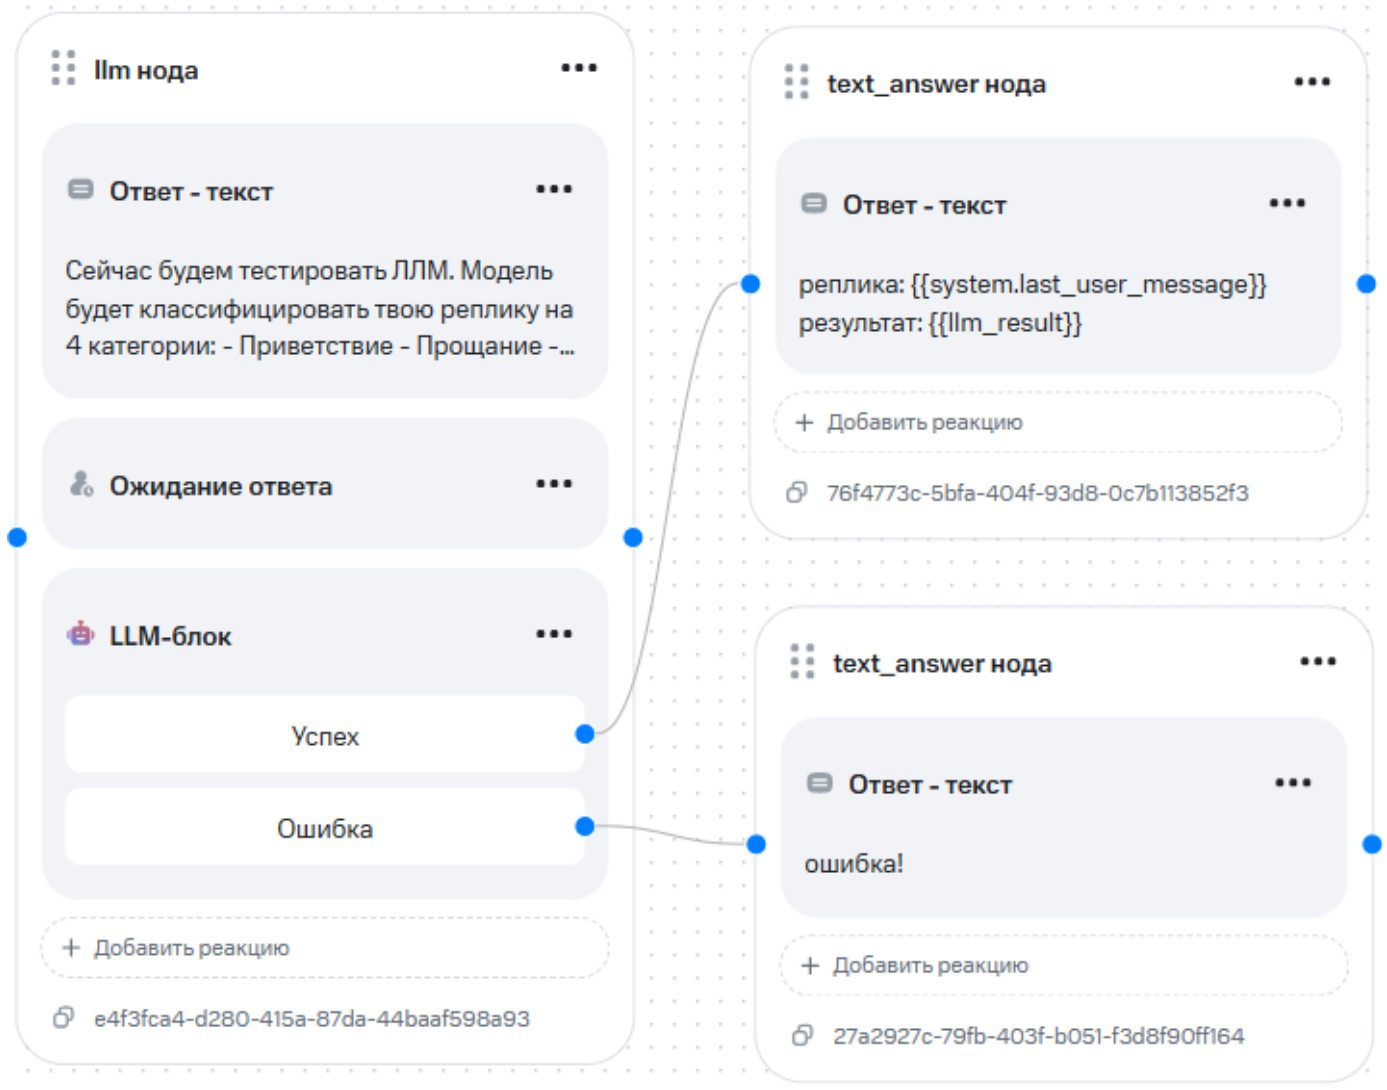 llm нода
Ответ - текст
Сейчас будем тестировать ЛЛМ. Модель
будет классифицировать твою реплику на
4 категории: - Приветствие - Прощание -...
Ожидание ответа
LLM-блок
Успех
Ошибка
+ Добавить реакцию
e4f3fca4-d280-415a-87da-44baaf598a93
text_answer нода
Ответ - текст
реплика: {{system.last_user_message}}
результат: {{llm_result}}
+ Добавить реакцию
76f4773c-5bfa-404f-93d8-0c7b113852f3
text_answer нода
Ответ - текст
ошибка!
+ Добавить реакцию
27a2927c-79fb-403f-b051-f3d8f90ff164